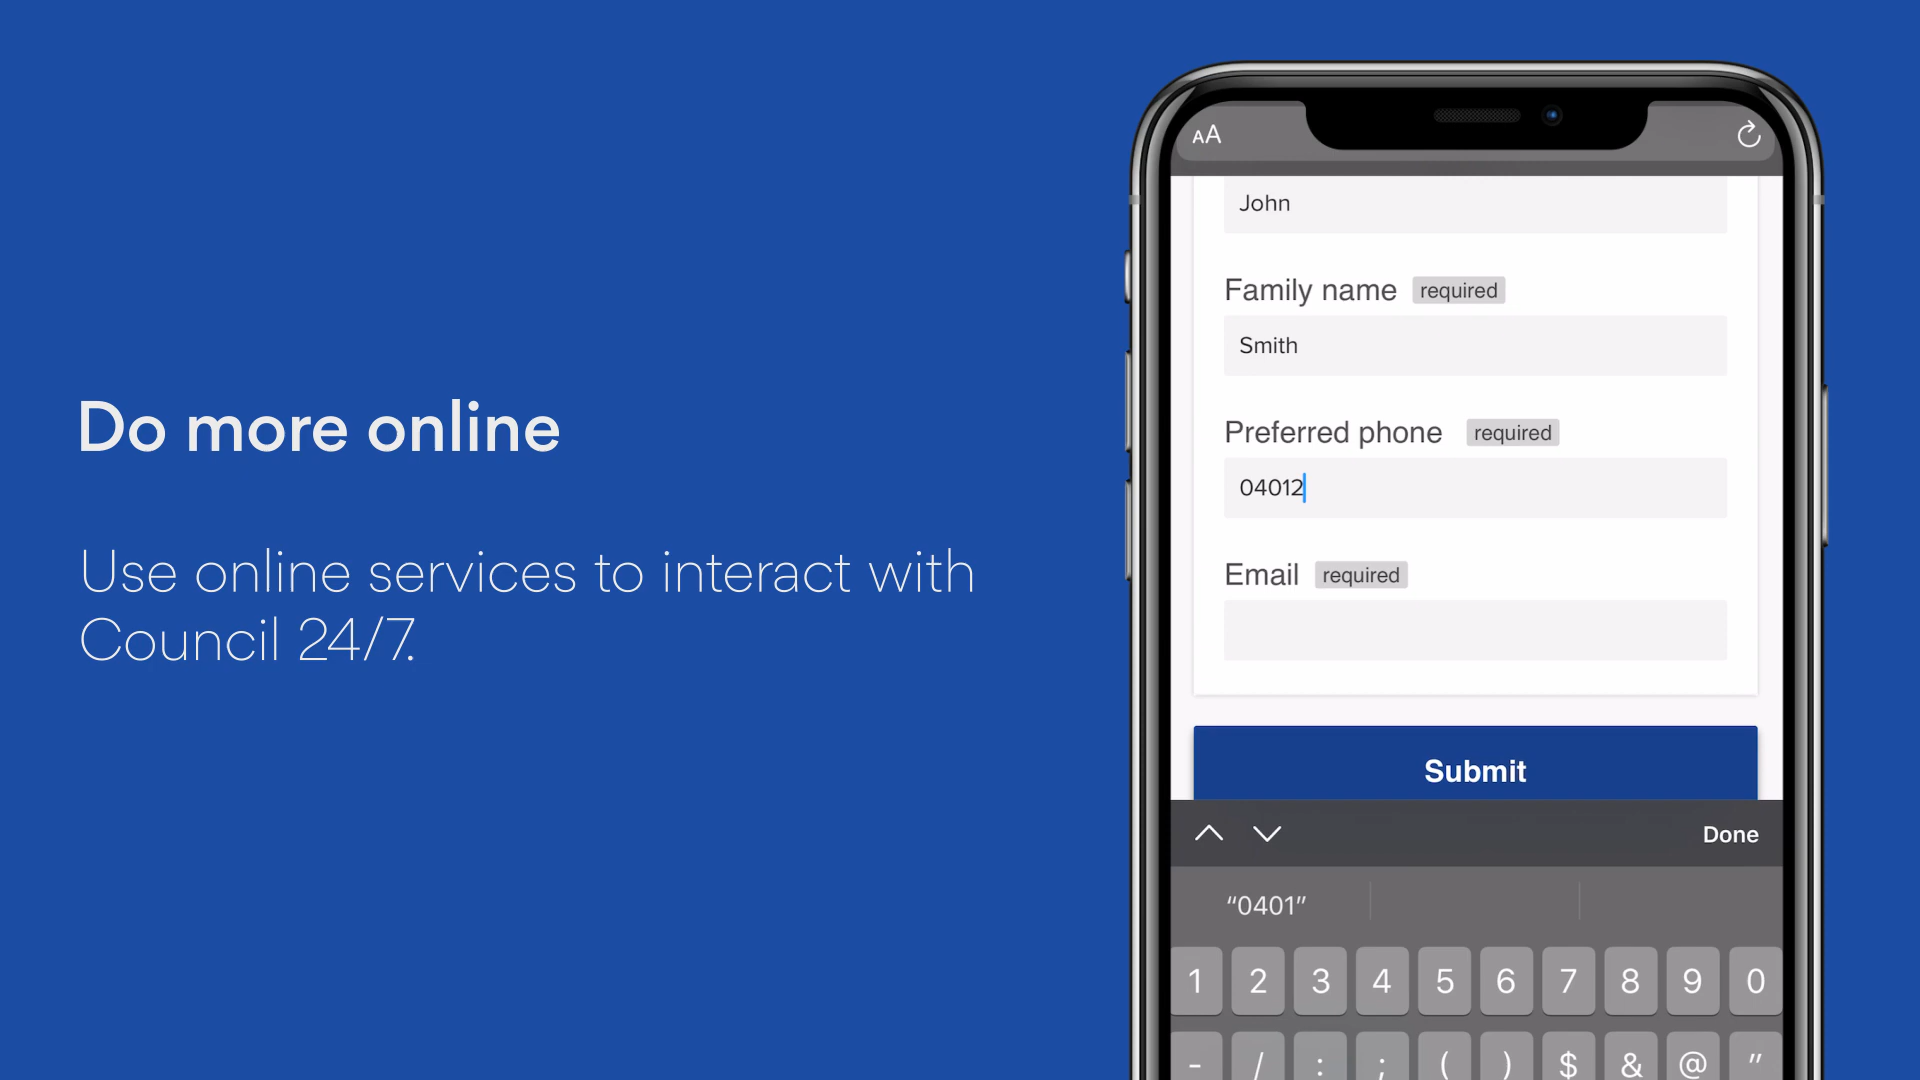 Do more online
Use online services to interact with
Council 24/7.
AA
John
Family name required
Smith
Preferred phone required
04012
Email required
Submit
Done
“0401”
1 2 3 4 5 6 7 8 9 0
- / : ; ( ) $ & @ "